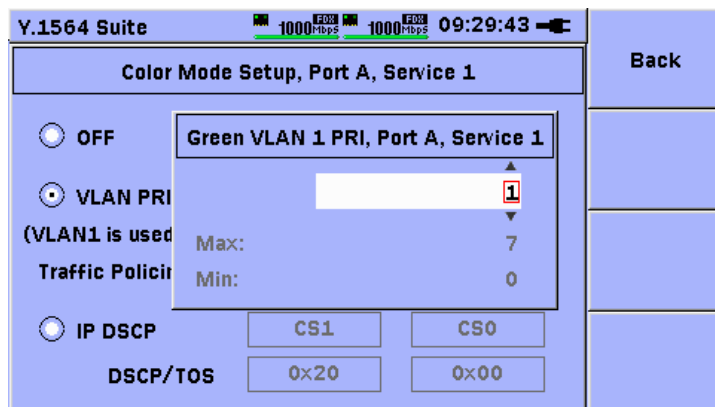 Y.1564 Suite 1000 FDX Mbps 1000 FDX Mbps 09:29:43
Back
Color Mode Setup, Port A, Service 1
OFF
Green VLAN 1 PRI, Port A, Service 1
VLAN PRI
1
(VLAN1 is used
Max: 7
Traffic Policin
Min: 0
IP DSCP CS1 CS0
DSCP/TOS 0x20 0x00